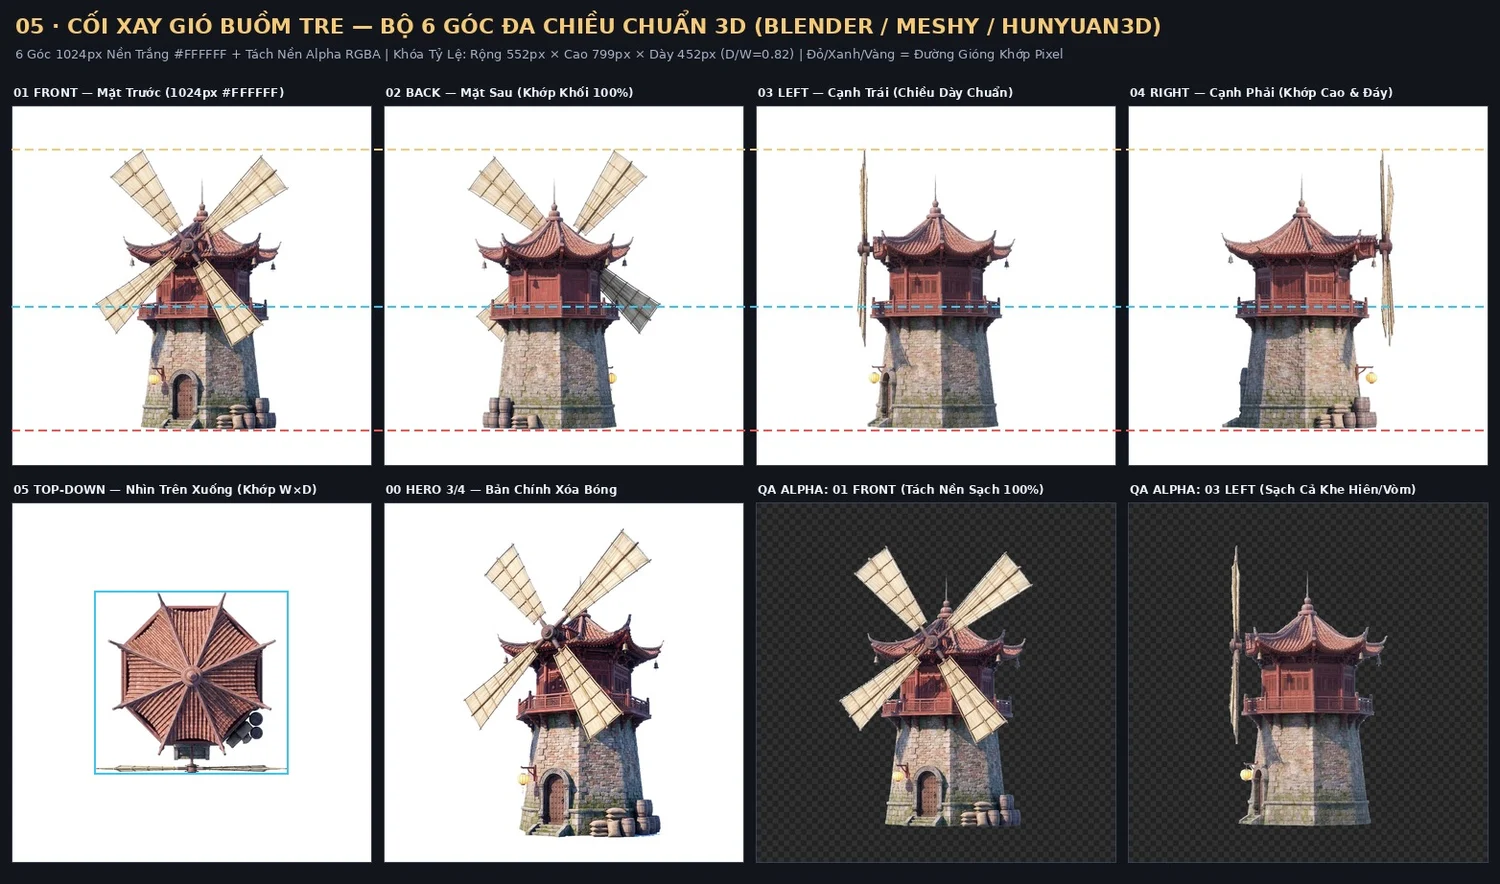 05 · CỐI XAY GIÓ BUỒM TRE — BỘ 6 GÓC ĐA CHIỀU CHUẨN 3D (BLENDER / MESHY / HUNYUAN3D)
6 Góc 1024px Nền Trắng #FFFFFF + Tách Nền Alpha RGBA | Khóa Tỷ Lệ: Rộng 552px × Cao 799px × Dày 452px (D/W=0.82) | Đỏ/Xanh/Vàng = Đường Gióng Khớp Pixel
01 FRONT — Mặt Trước (1024px #FFFFFF)
02 BACK — Mặt Sau (Khớp Khối 100%)
03 LEFT — Cạnh Trái (Chiều Dày Chuẩn)
04 RIGHT — Cạnh Phải (Khớp Cao & Đáy)
05 TOP-DOWN — Nhìn Trên Xuống (Khớp W×D)
00 HERO 3/4 — Bản Chính Xóa Bóng
QA ALPHA: 01 FRONT (Tách Nền Sạch 100%)
QA ALPHA: 03 LEFT (Sạch Cả Khe Hiên/Vòm)